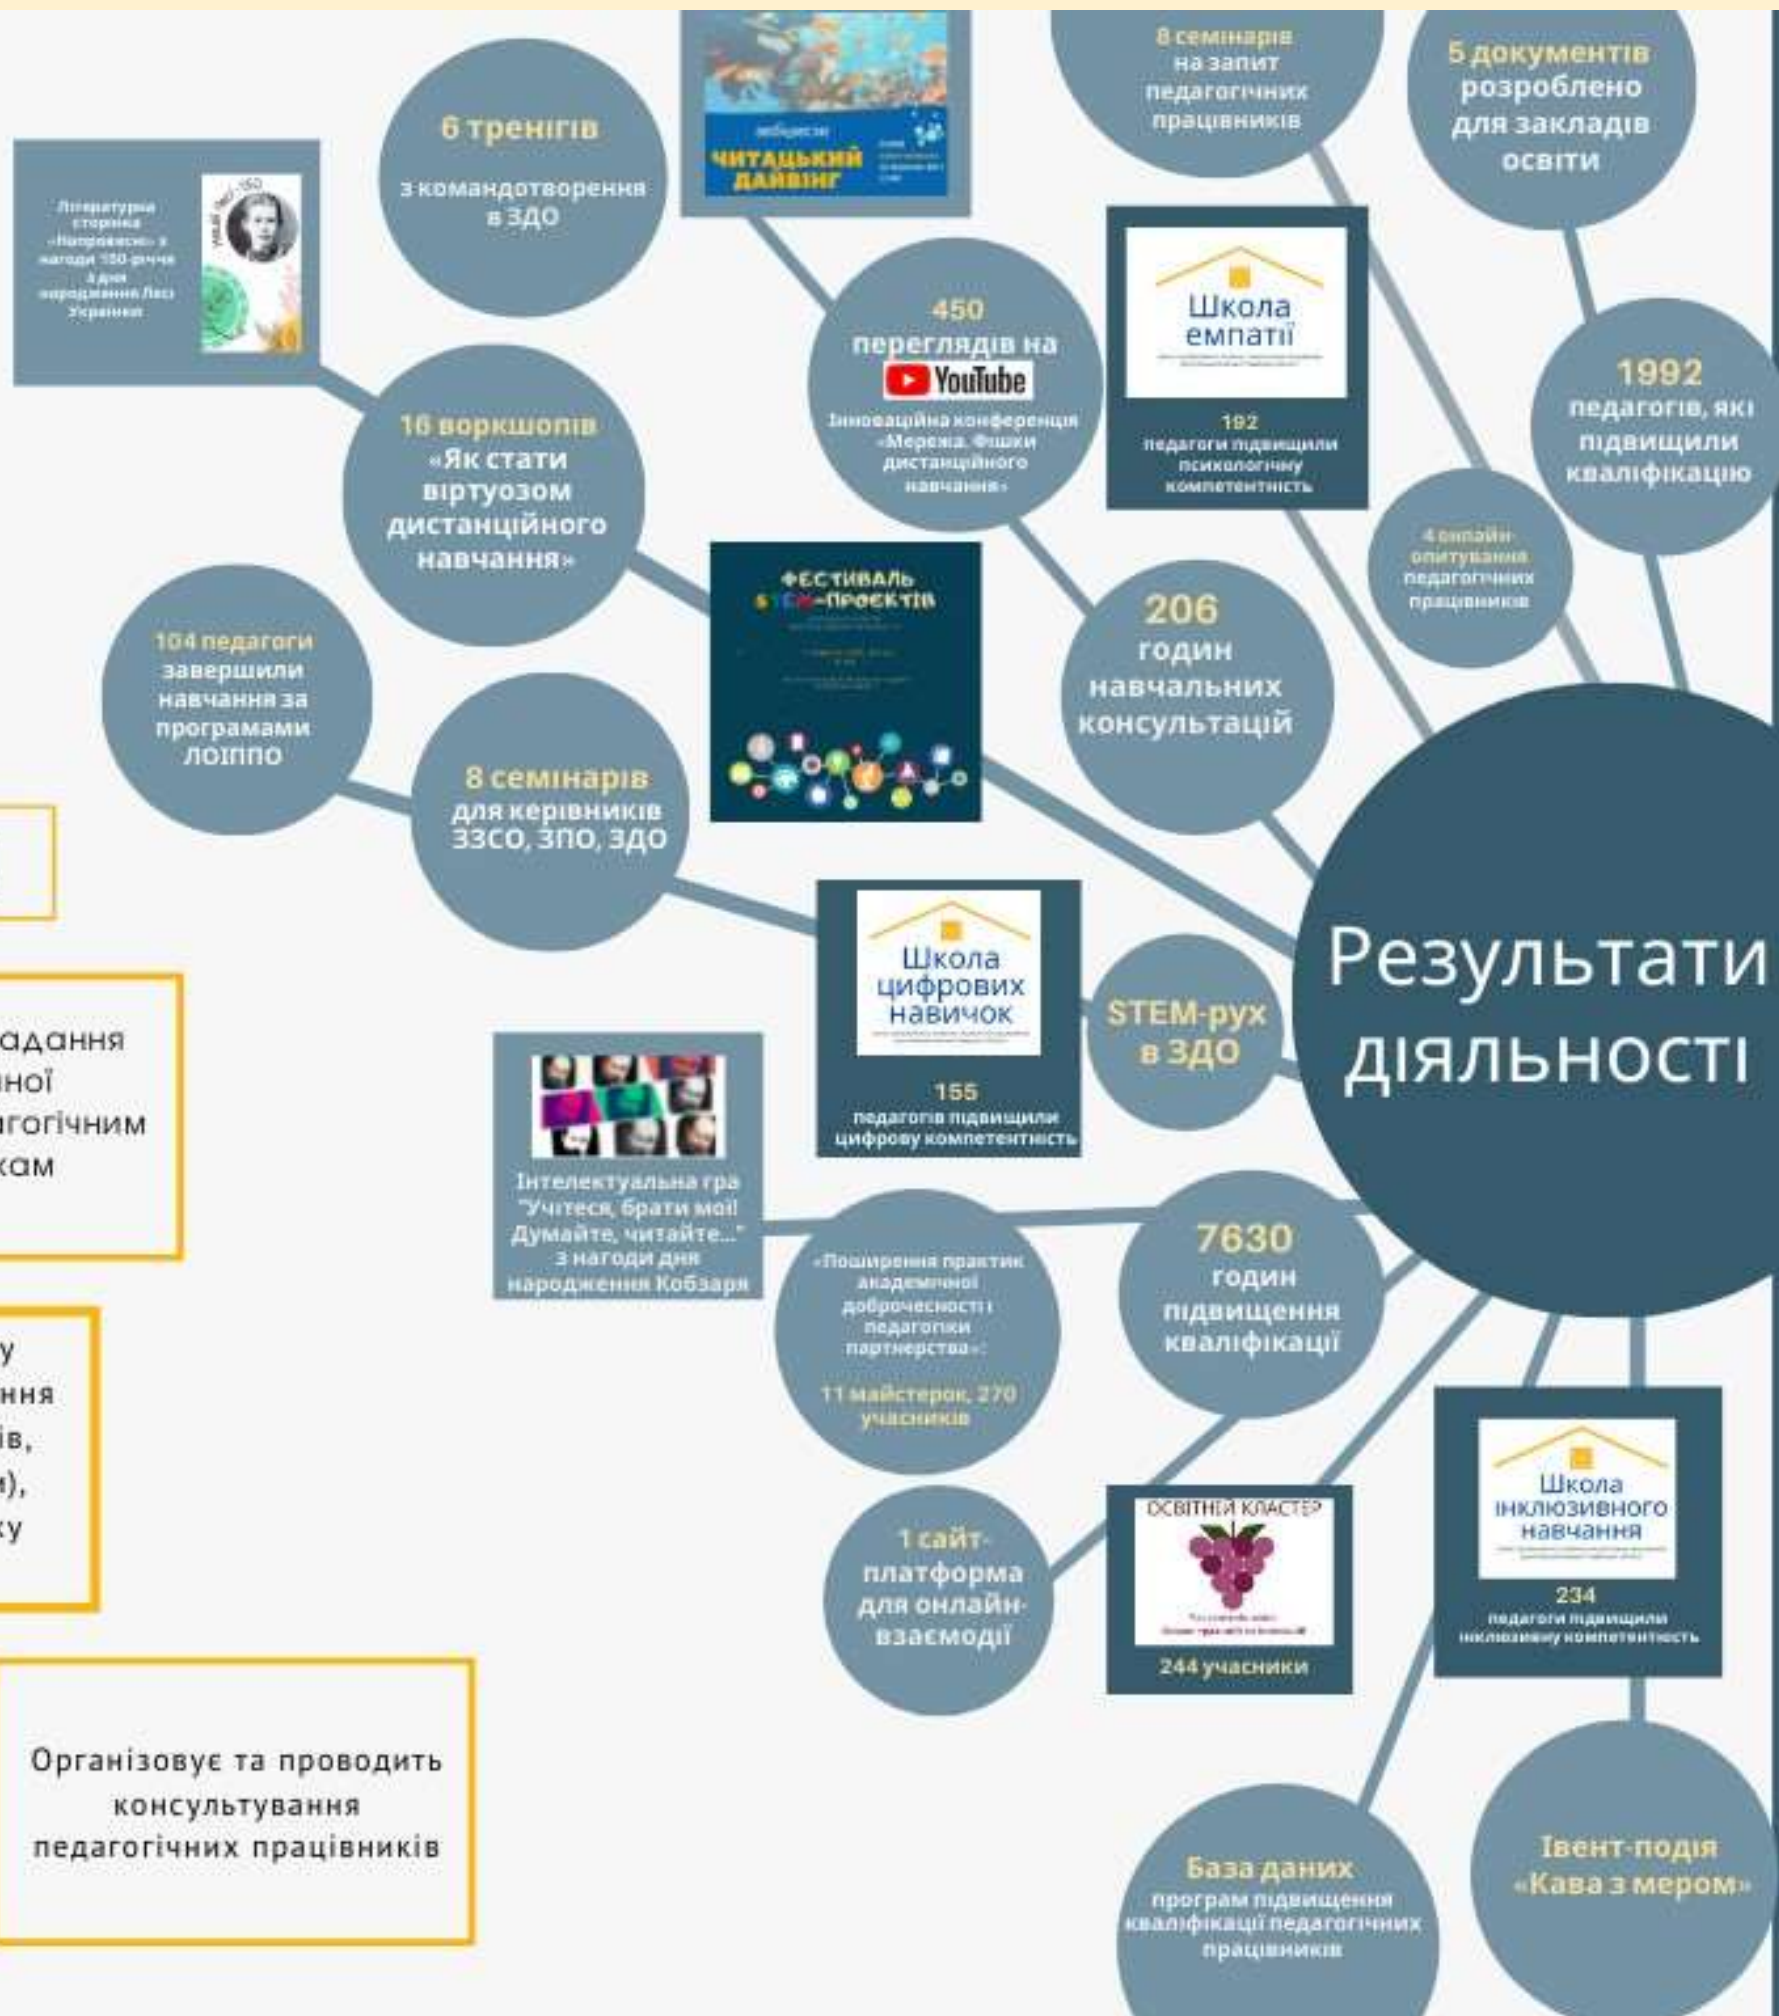 8 семінарів
на запит
педагогічних
працівників
5 документів
розроблено
для закладів
освіти
6 тренігів
з командотворення
в ЗДО
ЧИТАЦЬКИЙ
ДАЙВІНГ
Літературна
сторінка
«Напровесні» з
нагоди 150-річчя
з дня
народження Лесі
Українки
450
переглядів на
YouTube
Інноваційна конференція
«Мережа. Фішки
дистанційного
навчання»
Школа
емпатії
192
педагоги підвищили
психологічну
компетентність
1992
педагогів, які
підвищили
кваліфікацію
16 воркшопів
«Як стати
віртуозом
дистанційного
навчання»
4 онлайн-
опитування
педагогічних
працівників
ФЕСТИВАЛЬ
STEM-ПРОЄКТІВ
206
годин
навчальних
консультацій
104 педагоги
завершили
навчання за
програмами
ЛОІППО
8 семінарів
для керівників
ЗЗСО, ЗПО, ЗДО
Результати
діяльності
Школа
цифрових
навичок
155
педагогів підвищили
цифрову компетентність
STEM-рух
в ЗДО
адання
ної
агогічним
кам
Інтелектуальна гра
"Учітеся, брати мої!
Думайте, читайте..."
з нагоди дня
народження Кобзаря
«Поширення практик
академічної
доброчесності і
педагогіки
партнерства»:
11 майстерок, 270
учасників
7630
годин
підвищення
кваліфікації
у
ння
ів,
),
ку
1 сайт-
платформа
для онлайн-
взаємодії
ОСВІТНІЙ КЛАСТЕР
244 учасники
Школа
інклюзивного
навчання
234
педагоги підвищили
інклюзивну компетентність
Організовує та проводить
консультування
педагогічних працівників
База даних
програм підвищення
кваліфікації педагогічних
працівників
Івент-подія
«Кава з мером»